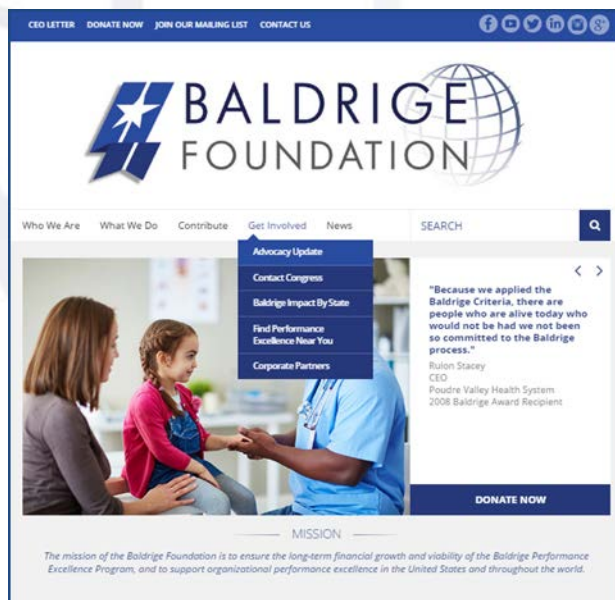 CEO LETTER DONATE NOW JOIN OUR MAILING LIST CONTACT US
BALDRIGE
FOUNDATION
Who We Are What We Do Contribute Get Involved News SEARCH
Advocacy Update
Contact Congress
Baldrige Impact By State
Find Performance
Excellence Near You
Corporate Partners
"Because we applied the
Baldrige Criteria, there are
people who are alive today who
would not be had we not been
so committed to the Baldrige
process."
Rulon Stacey
CEO
Poudre Valley Health System
2008 Baldrige Award Recipient
DONATE NOW
MISSION
The mission of the Baldrige Foundation is to ensure the long-term financial growth and viability of the Baldrige Performance
Excellence Program, and to support organizational performance excellence in the United States and throughout the world.